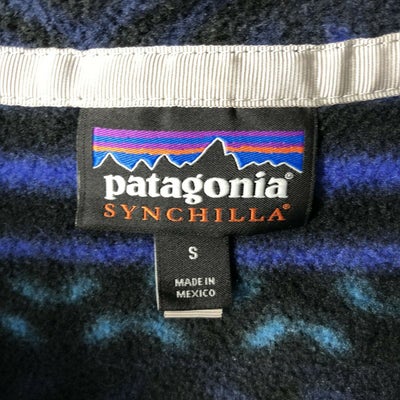 patagonia®
SYNCHILLA®
S
MADE IN
MEXICO